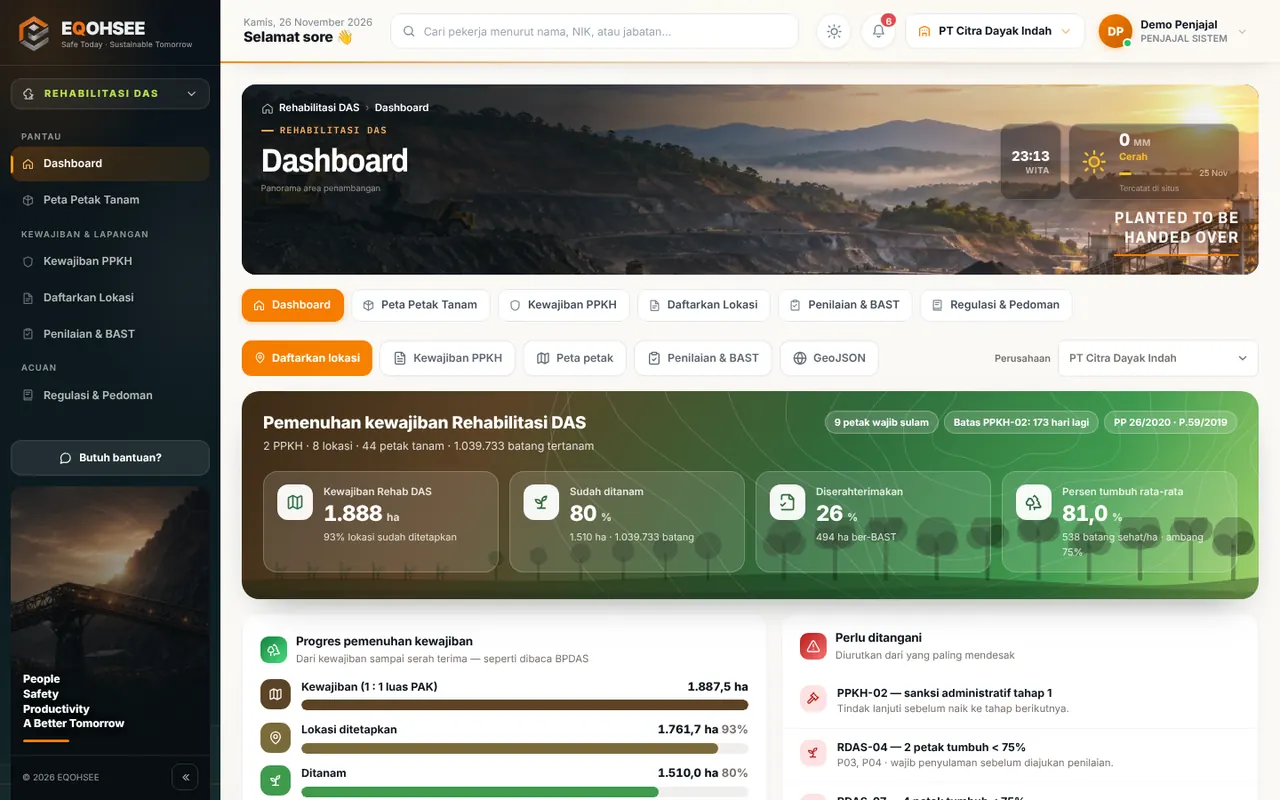 EQOHSEE
Safe Today · Sustainable Tomorrow
REHABILITASI DAS
PANTAU
Dashboard
Peta Petak Tanam
KEWAJIBAN & LAPANGAN
Kewajiban PPKH
Daftarkan Lokasi
Penilaian & BAST
ACUAN
Regulasi & Pedoman
Butuh bantuan?
People
Safety
Productivity
A Better Tomorrow
© 2026 EQOHSEE
Kamis, 26 November 2026
Selamat sore 👋
Cari pekerja menurut nama, NIK, atau jabatan...
6
PT Citra Dayak Indah
DP
Demo Penjajal
PENJAJAL SISTEM
Rehabilitasi DAS › Dashboard
REHABILITASI DAS
Dashboard
Panorama area penambangan
23:13
WITA
0 MM
Cerah
25 Nov
Tercatat di situs
PLANTED TO BE
HANDED OVER
Dashboard
Peta Petak Tanam
Kewajiban PPKH
Daftarkan Lokasi
Penilaian & BAST
Regulasi & Pedoman
Daftarkan lokasi
Kewajiban PPKH
Peta petak
Penilaian & BAST
GeoJSON
Perusahaan
PT Citra Dayak Indah
Pemenuhan kewajiban Rehabilitasi DAS
2 PPKH · 8 lokasi · 44 petak tanam · 1.039.733 batang tertanam
9 petak wajib sulam
Batas PPKH-02: 173 hari lagi
PP 26/2020 · P.59/2019
Kewajiban Rehab DAS
1.888 ha
93% lokasi sudah ditetapkan
Sudah ditanam
80 %
1.510 ha · 1.039.733 batang
Diserahterimakan
26 %
494 ha ber-BAST
Persen tumbuh rata-rata
81,0 %
538 batang sehat/ha · ambang
75%
Progres pemenuhan kewajiban
Dari kewajiban sampai serah terima — seperti dibaca BPDAS
Kewajiban (1 : 1 luas PAK)
1.887,5 ha
Lokasi ditetapkan
1.761,7 ha 93%
Ditanam
1.510,0 ha 80%
Perlu ditangani
Diurutkan dari yang paling mendesak
PPKH-02 — sanksi administratif tahap 1
Tindak lanjuti sebelum naik ke tahap berikutnya.
RDAS-04 — 2 petak tumbuh < 75%
P03, P04 · wajib penyulaman sebelum diajukan penilaian.